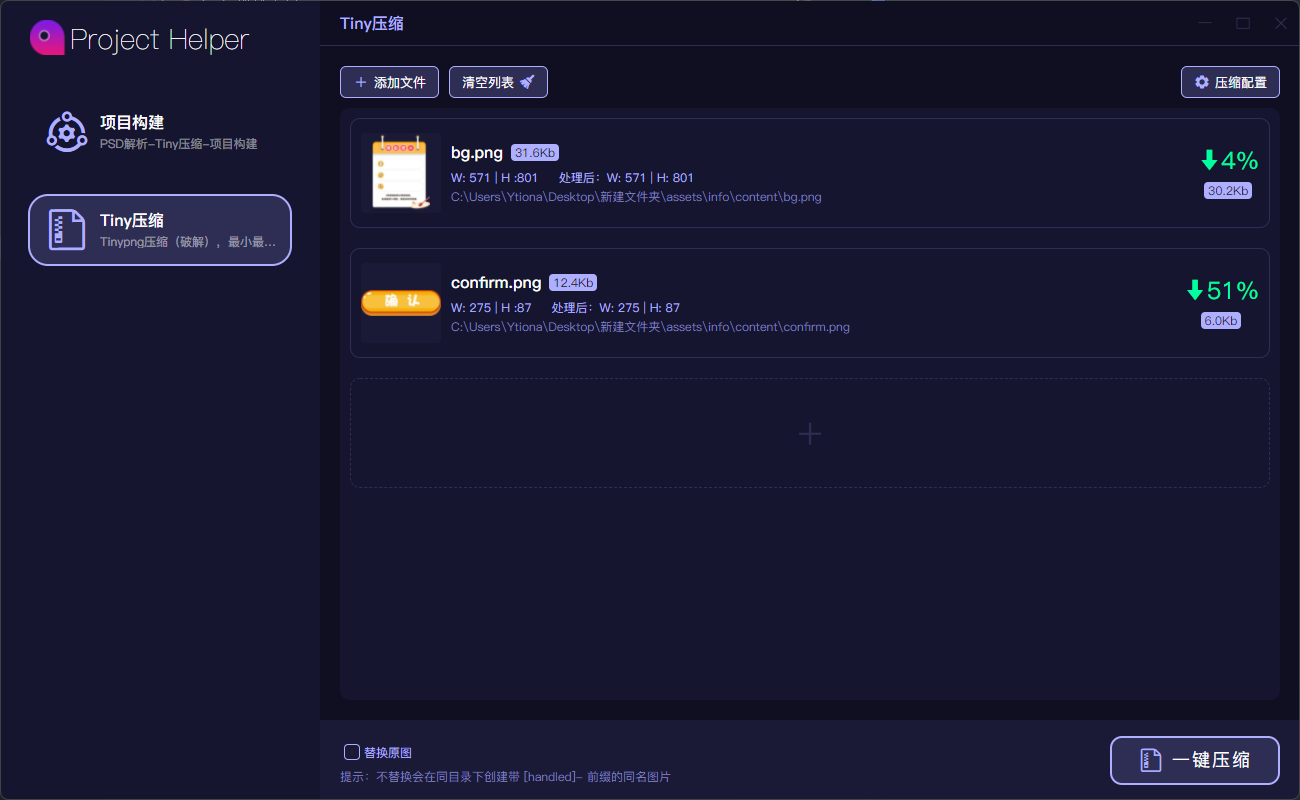 Project Helper
项目构建
PSD解析-Tiny压缩-项目构建
Tiny压缩
Tinypng压缩（破解），最小最...
Tiny压缩
添加文件
清空列表
压缩配置
bg.png 31.6Kb
W: 571 | H :801 处理后：W: 571 | H: 801
C:\Users\Ytiona\Desktop\新建文件夹\assets\info\content\bg.png
4%
30.2Kb
确认
confirm.png 12.4Kb
W: 275 | H :87 处理后：W: 275 | H: 87
C:\Users\Ytiona\Desktop\新建文件夹\assets\info\content\confirm.png
51%
6.0Kb
替换原图
提示：不替换会在同目录下创建带 [handled]- 前缀的同名图片
一键压缩